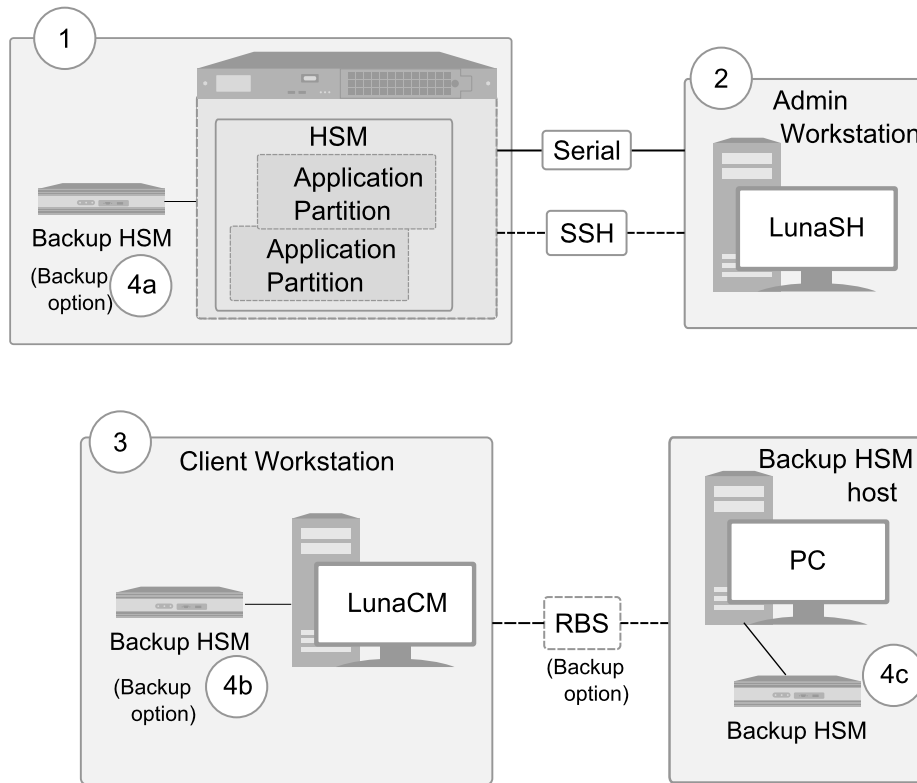 1
HSM
Application
Partition
Application
Partition
Backup HSM
(Backup
option)
4a
Serial
SSH
2
Admin
Workstation
LunaSH
3
Client Workstation
LunaCM
Backup HSM
(Backup
option)
4b
RBS
(Backup
option)
Backup HSM
host
PC
4c
Backup HSM